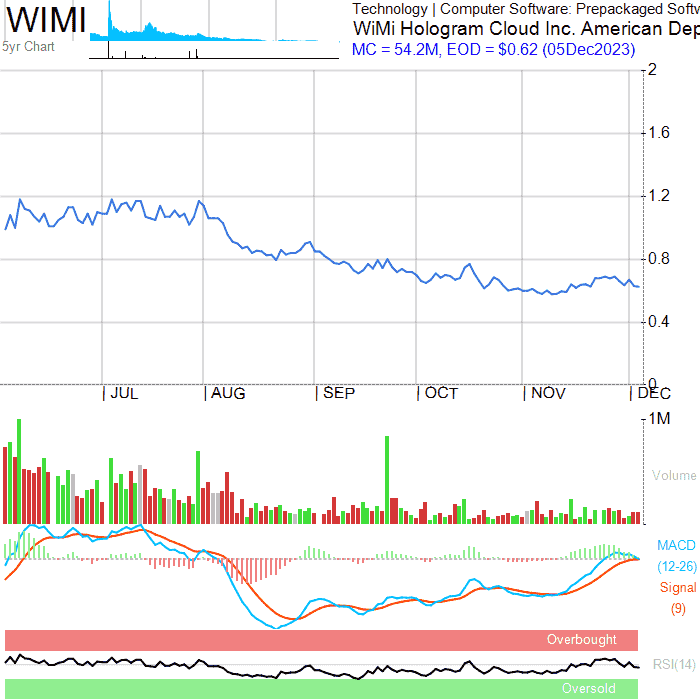 WIMI
5yr Chart
Technology | Computer Software: Prepackaged Softw
WiMi Hologram Cloud Inc. American Dep
MC = 54.2M, EOD = $0.62 (05Dec2023)
2
1.6
1.2
0.8
0.4
0
JUL
AUG
SEP
OCT
NOV
DEC
1M
Volume
MACD
(12-26)
Signal
(9)
Overbought
RSI(14)
Oversold